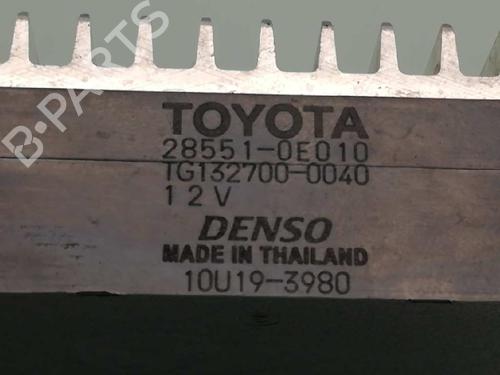 B-PARTS
TOYOTA
28551-0E010
TG132700-0040
12V
DENSO
MADE IN THAILAND
10U19-3980